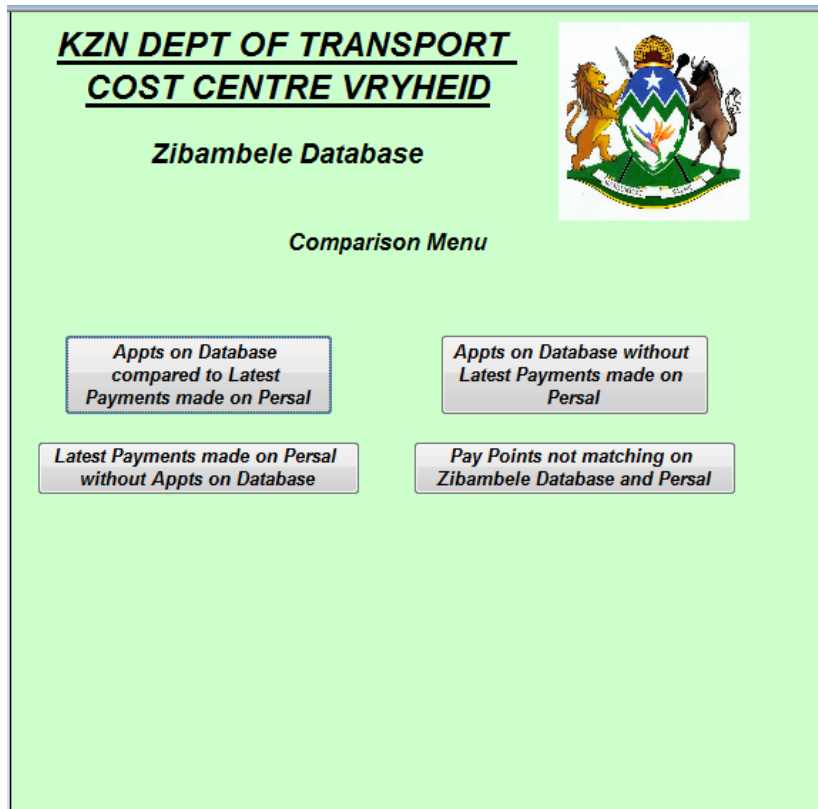 KZN DEPT OF TRANSPORT
COST CENTRE VRYHEID
Zibambele Database
Comparison Menu
Appts on Database
compared to Latest
Payments made on Persal
Appts on Database without
Latest Payments made on
Persal
Latest Payments made on Persal
without Appts on Database
Pay Points not matching on
Zibambele Database and Persal